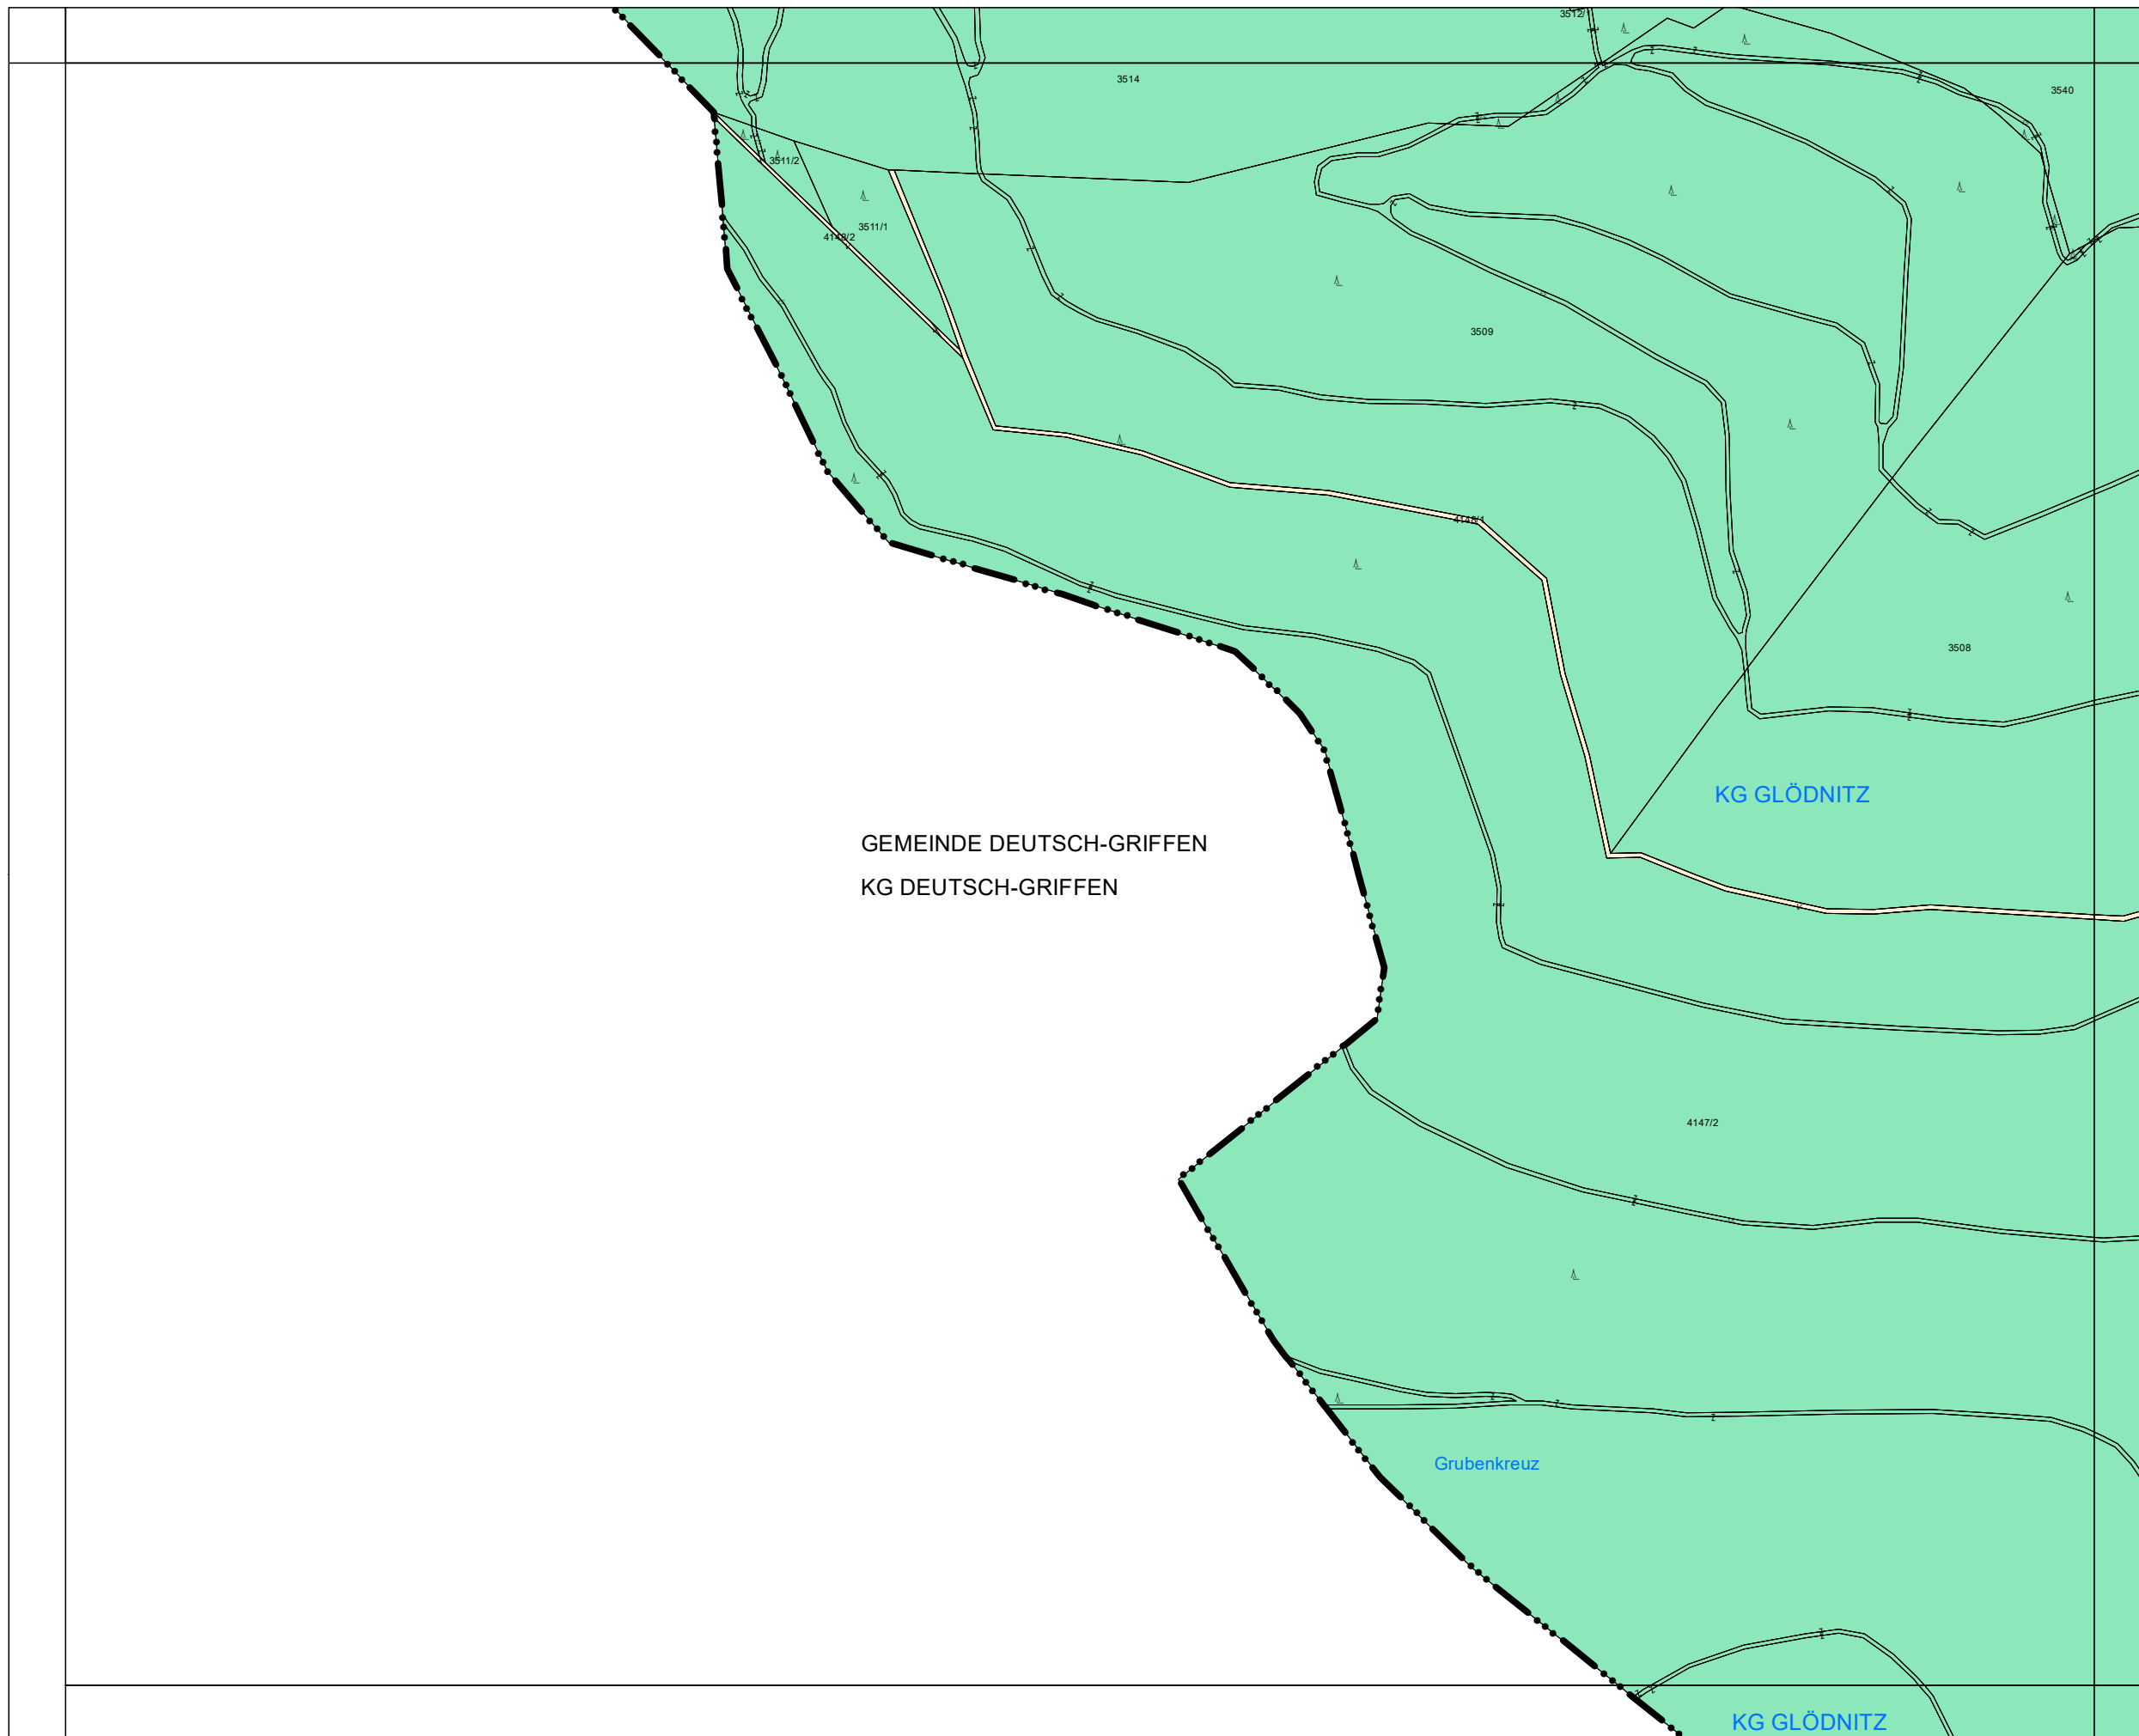 3512/1
3514
3540
3511/2
3511/1
4148/2
3509
4148/1
3508
KG GLÖDNITZ
GEMEINDE DEUTSCH-GRIFFEN
KG DEUTSCH-GRIFFEN
4147/2
Grubenkreuz
KG GLÖDNITZ